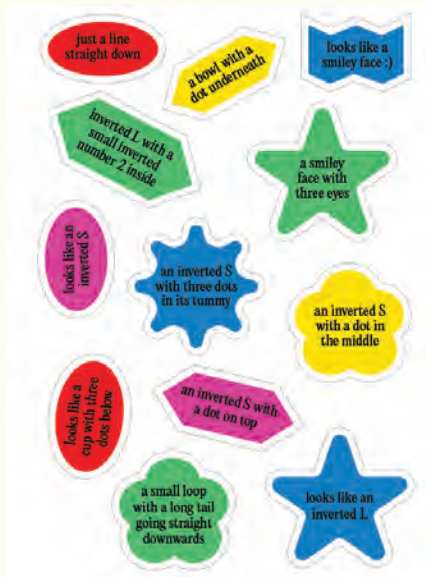 just a line
straight down
a bowl with a
dot underneath
looks like a
smiley face :)
inverted L with a
small inverted
number 2 inside
a smiley
face with
three eyes
looks like an
inverted S
an inverted S
with three dots
in its tummy
an inverted S
with a dot in
the middle
looks like a
cup with three
dots below
an inverted S with
a dot on top
a small loop
with a long tail
going straight
downwards
looks like an
inverted L